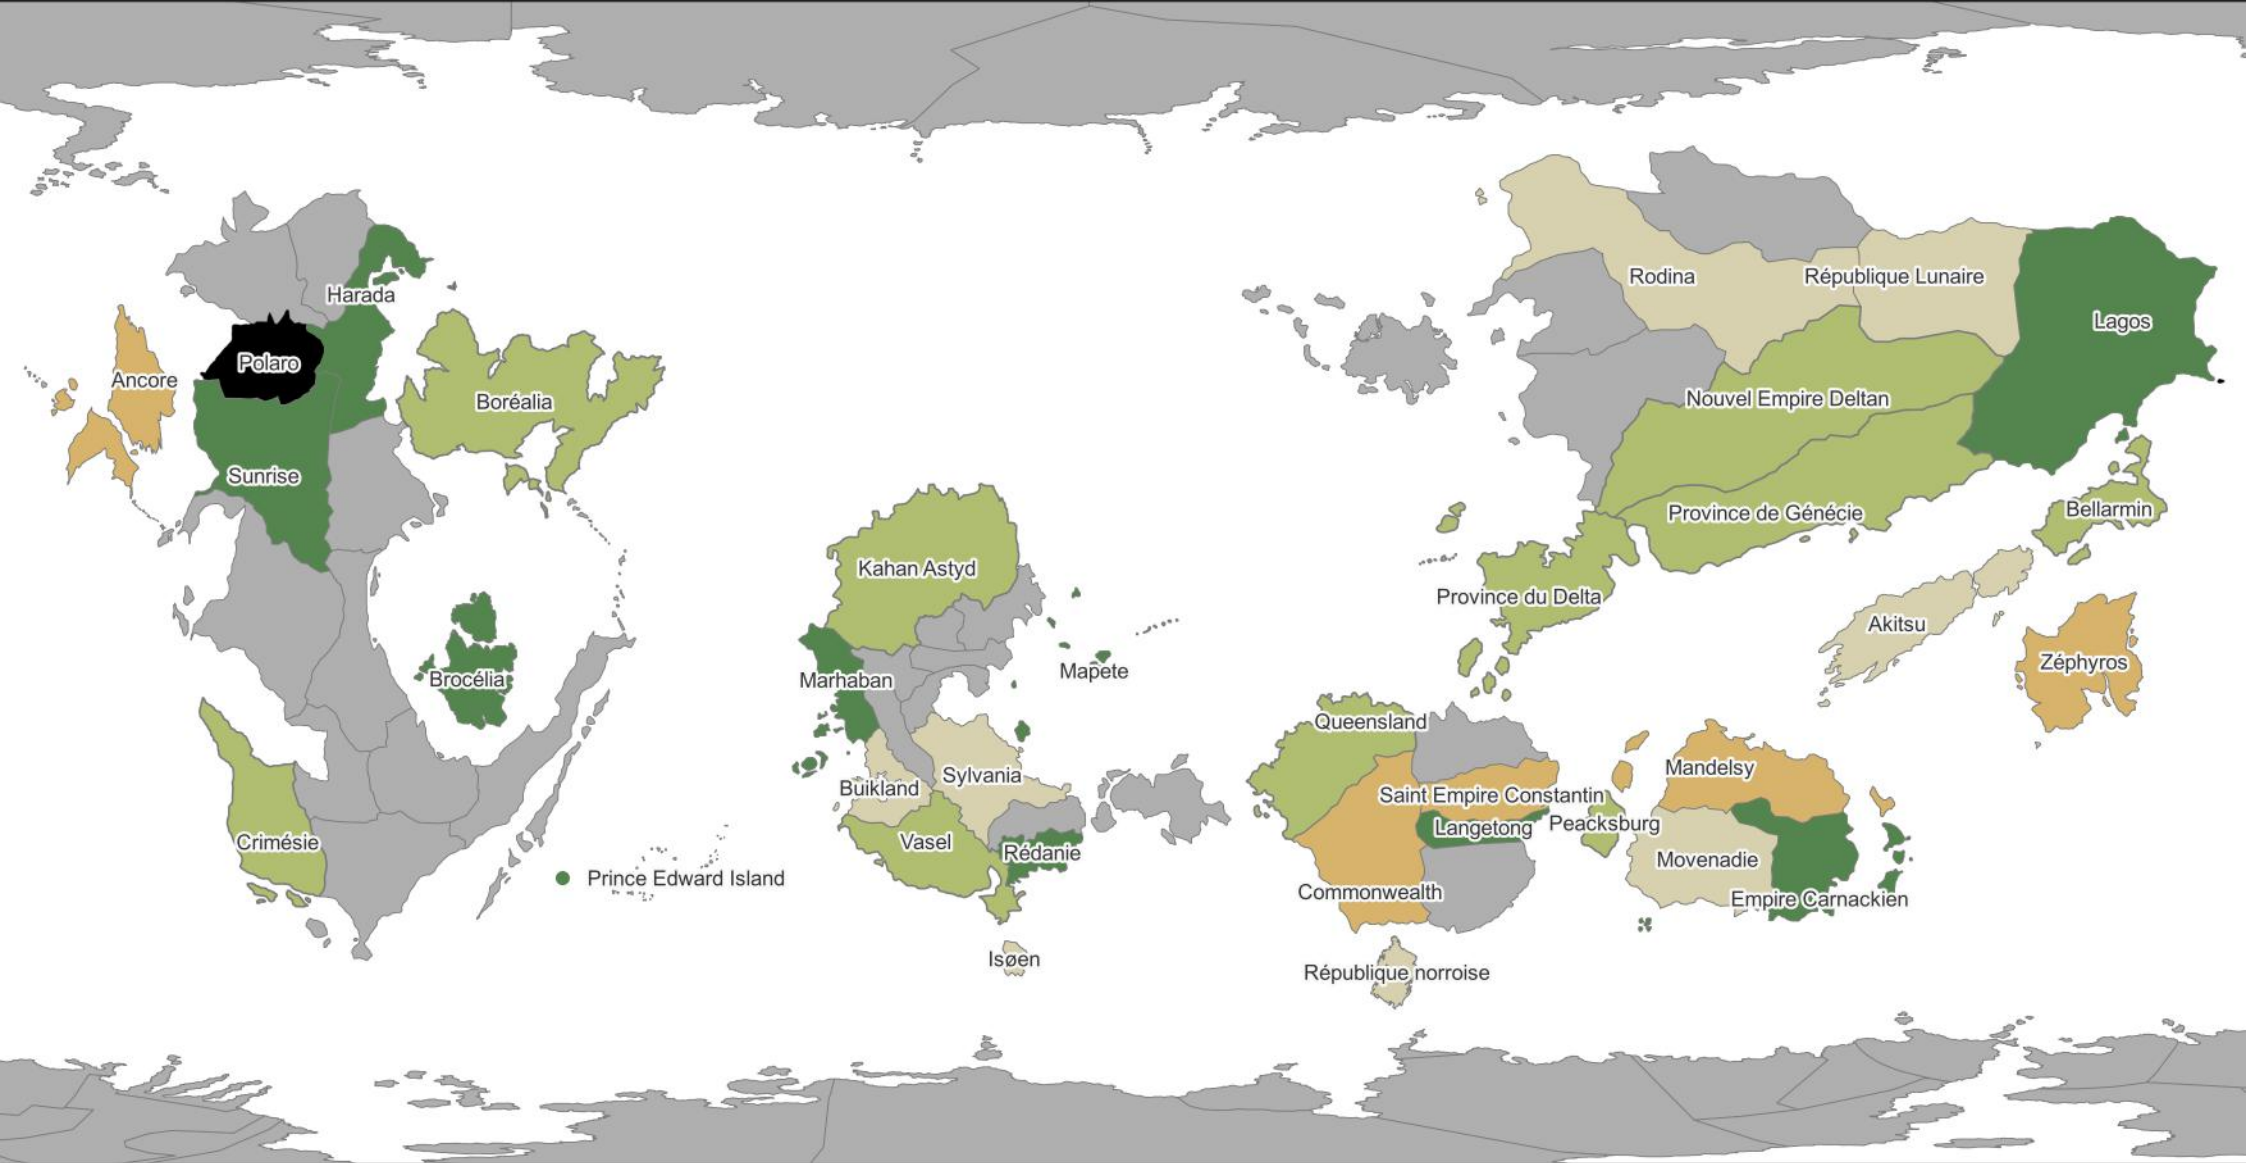 Harada
Polaro
Ancore
Boréalia
Sunrise
Brocélia
Crimésie
Prince Edward Island
Kahan Astyd
Marhaban
Mapete
Buikland
Sylvania
Vasel
Rédanie
Isøen
Rodina
République Lunaire
Lagos
Nouvel Empire Deltan
Province de Génécie
Bellarmin
Province du Delta
Akitsu
Zéphyros
Queensland
Mandelsy
Saint Empire Constantin
Langetong
Peacksburg
Movenadie
Commonwealth
Empire Carnackien
République norroise